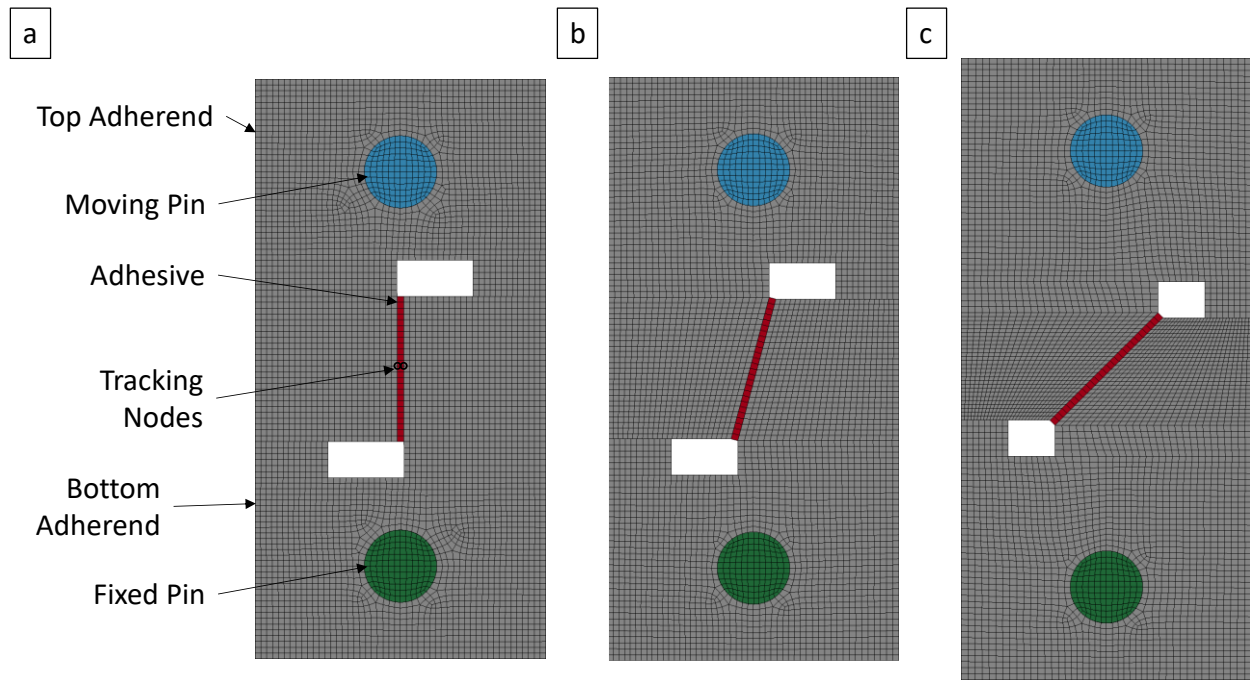 a
b
c
Top Adherend
Moving Pin
Adhesive
Tracking
Nodes
Bottom
Adherend
Fixed Pin